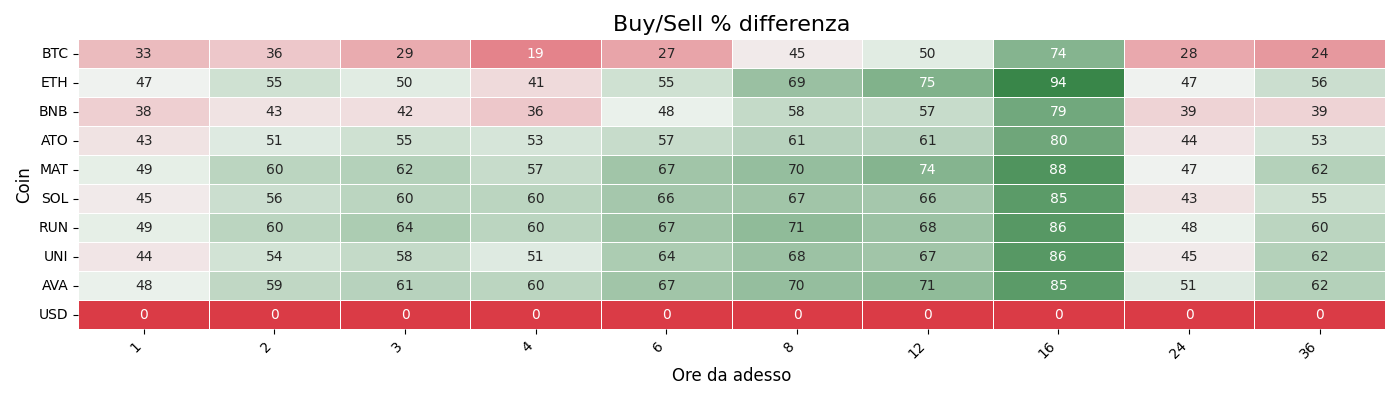 Buy/Sell % differenza
Coin
BTC 33 36 29 19 27 45 50 74 28 24
ETH 47 55 50 41 55 69 75 94 47 56
BNB 38 43 42 36 48 58 57 79 39 39
ATO 43 51 55 53 57 61 61 80 44 53
MAT 49 60 62 57 67 70 74 88 47 62
SOL 45 56 60 60 66 67 66 85 43 55
RUN 49 60 64 60 67 71 68 86 48 60
UNI 44 54 58 51 64 68 67 86 45 62
AVA 48 59 61 60 67 70 71 85 51 62
USD 0 0 0 0 0 0 0 0 0 0
1 2 3 4 6 8 12 16 24 36
Ore da adesso